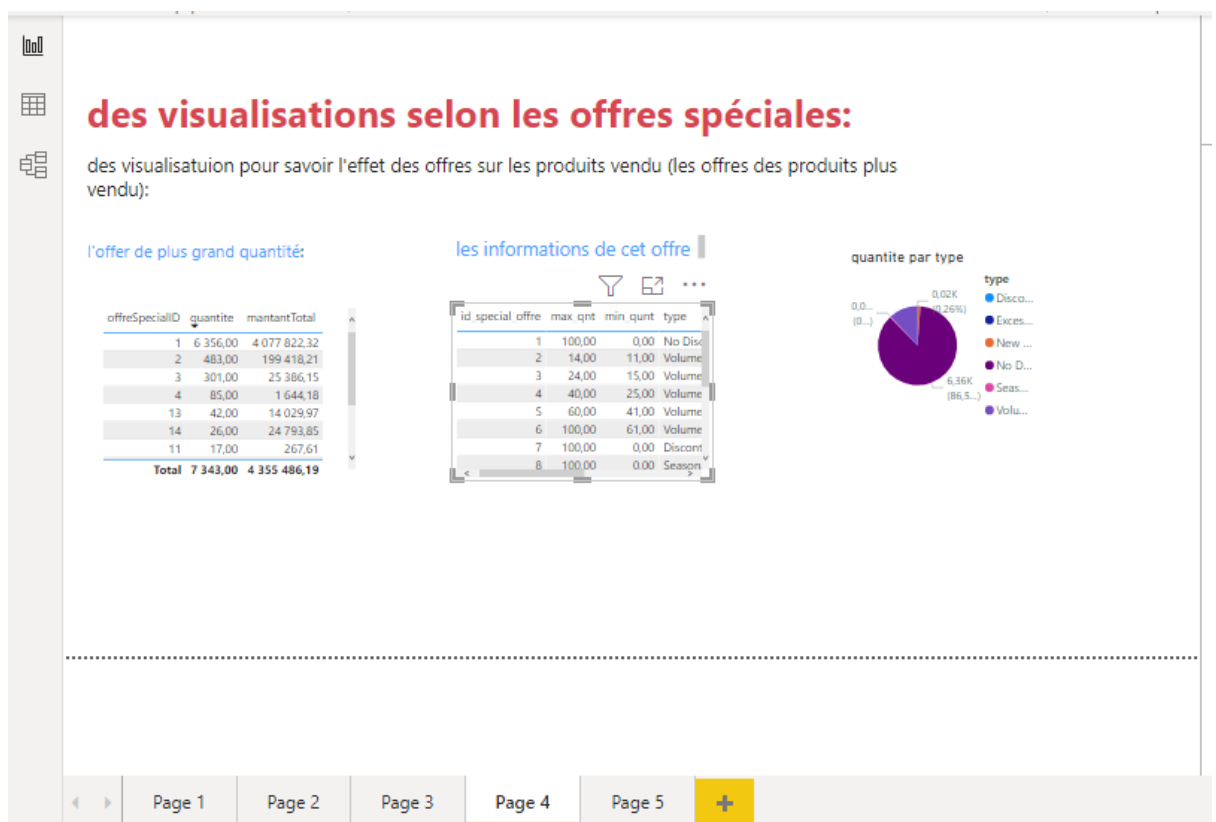 des visualisations selon les offres spéciales:
des visualisatuion pour savoir l'effet des offres sur les produits vendu (les offres des produits plus
vendu):
l'offer de plus grand quantité:
offreSpecialID quantite mantantTotal
1 6 356,00 4 077 822,32
2 483,00 199 418,21
3 301,00 25 386,15
4 85,00 1 644,18
13 42,00 14 029,97
14 26,00 24 793,85
11 17,00 267,61
Total 7 343,00 4 355 486,19
les informations de cet offre
id_special_offre max_qnt min_qunt type
1 100,00 0,00 No Disc
2 14,00 11,00 Volume
3 24,00 15,00 Volume
4 40,00 25,00 Volume
5 60,00 41,00 Volume
6 100,00 61,00 Volume
7 100,00 0,00 Discont
8 100,00 0,00 Season
quantite par type
0,02K
(0,26%)
0,0...
(0...)
6,36K
(86,5...)
type
Disco...
Exces...
New ...
No D...
Seas...
Volu...
Page 1 Page 2 Page 3 Page 4 Page 5